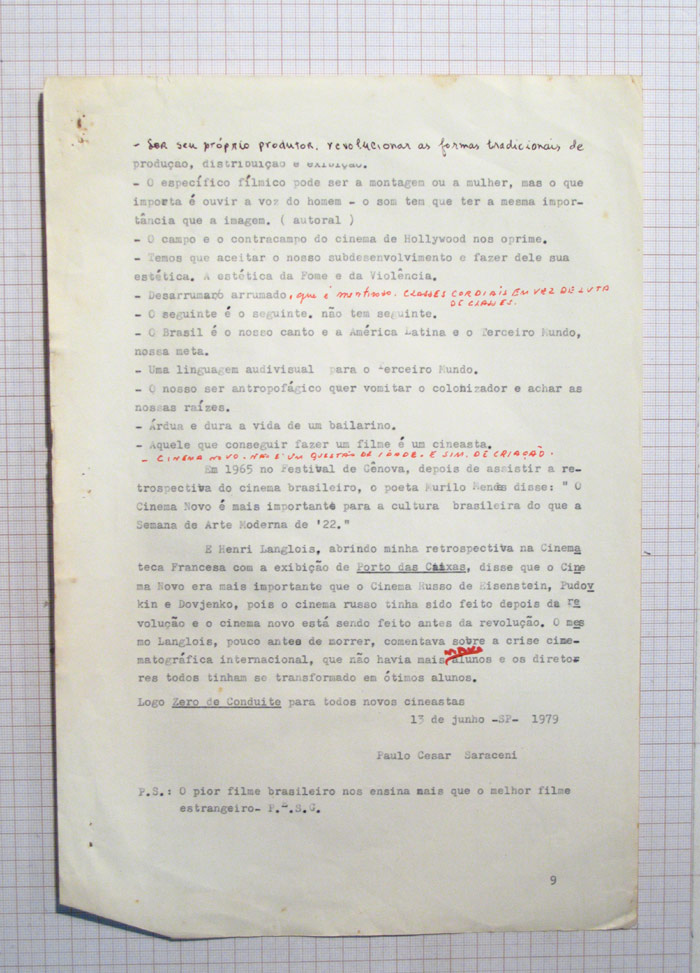 - Ser seu próprio produtor. revolucionar as formas tradicionais de
produção, distribuição e exibição.
- O específico fílmico pode ser a montagem ou a mulher, mas o que
importa é ouvir a voz do homem - o som tem que ter a mesma impor-
tância que a imagem. ( autoral )
- O campo e o contracampo do cinema de Hollywood nos oprime.
- Temos que aceitar o nosso subdesenvolvimento e fazer dele sua
estética. A estética da Fome e da Violência.
- Desarrumar o arrumado, que é mentiroso. CLASSES CORDIAIS EM VEZ DE LUTA
DE CLASSES.
- O seguinte é o seguinte. não tem seguinte.
- O Brasil é o nosso canto e a América Latina e o Terceiro Mundo,
nossa meta.
- Uma linguagem audivisual para o Terceiro Mundo.
- O nosso ser antropofágico quer vomitar o colonizador e achar as
nossas raízes.
- Árdua e dura a vida de um bailarino.
- Aquele que conseguir fazer um filme é um cineasta.
- CINEMA NOVO. NÃO É UM QUESTÃO DE IDADE. E SIM. DE CRIAÇÃO.
Em 1965 no Festival de Gênova, depois de assistir a re-
trospectiva do cinema brasileiro, o poeta Murilo Mendes disse: " O
Cinema Novo é mais importante para a cultura brasileira do que a
Semana de Arte Moderna de '22."
E Henri Langlois, abrindo minha retrospectiva na Cinema
teca Francesa com a exibição de Porto das Caixas, disse que o Cine
ma Novo era mais importante que o Cinema Russo de Eisenstein, Pudov
kin e Dovjenko, pois o cinema russo tinha sido feito depois da re
volução e o cinema novo está sendo feito antes da revolução. O mes
mo Langlois, pouco antes de morrer, comentava sobre a crise cine-
matográfica internacional, que não havia mais maus alunos e os direto
res todos tinham se transformado em ótimos alunos.
Logo Zero de Conduite para todos novos cineastas
13 de junho -SP- 1979
Paulo Cesar Saraceni
P.S.: O pior filme brasileiro nos ensina mais que o melhor filme
estrangeiro- P.E.S.G.
9